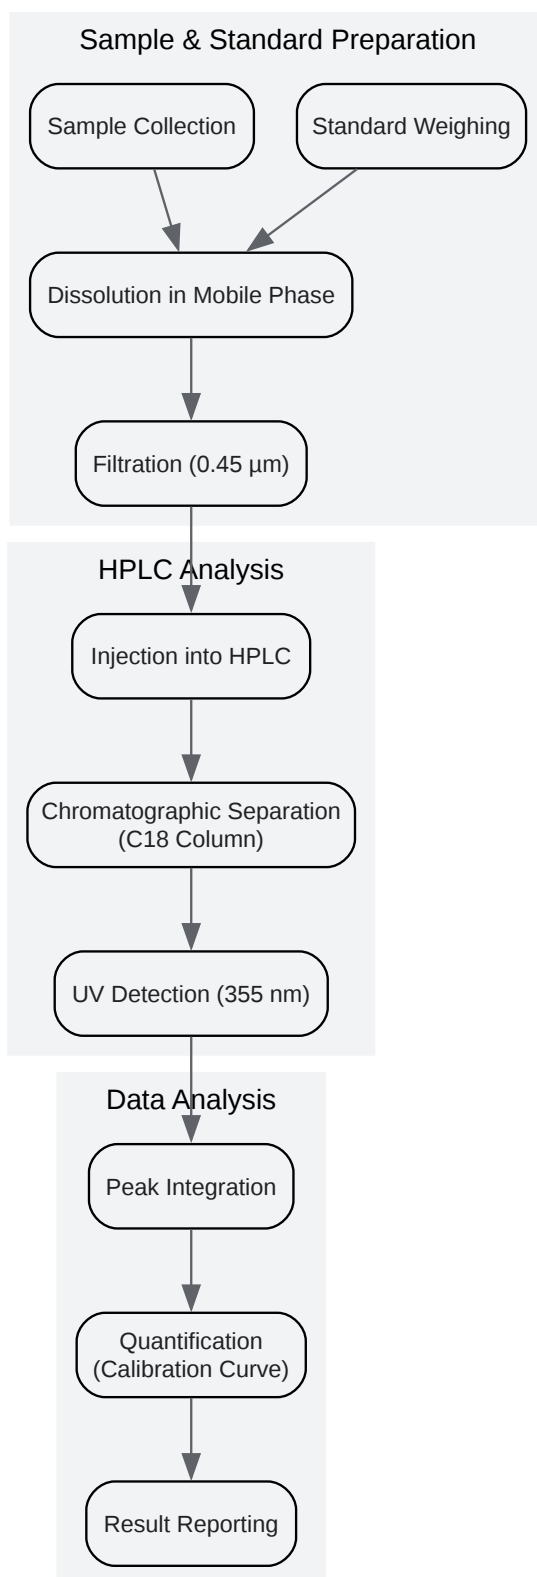 Sample & Standard Preparation
Sample Collection
Standard Weighing
Dissolution in Mobile Phase
Filtration (0.45 µm)
HPLC Analysis
Injection into HPLC
Chromatographic Separation
(C18 Column)
UV Detection (355 nm)
Data Analysis
Peak Integration
Quantification
(Calibration Curve)
Result Reporting